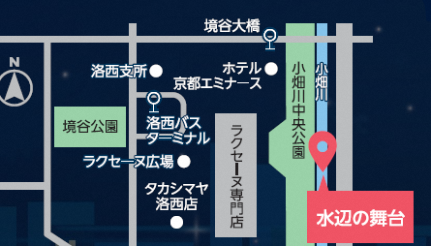 境谷大橋
N
洛西支所
ホテル
京都エミナース
小畑川中央公園
小畑川
境谷公園
洛西バス
ターミナル
ラクセーヌ専門店
ラクセーヌ広場
タカシマヤ
洛西店
水辺の舞台